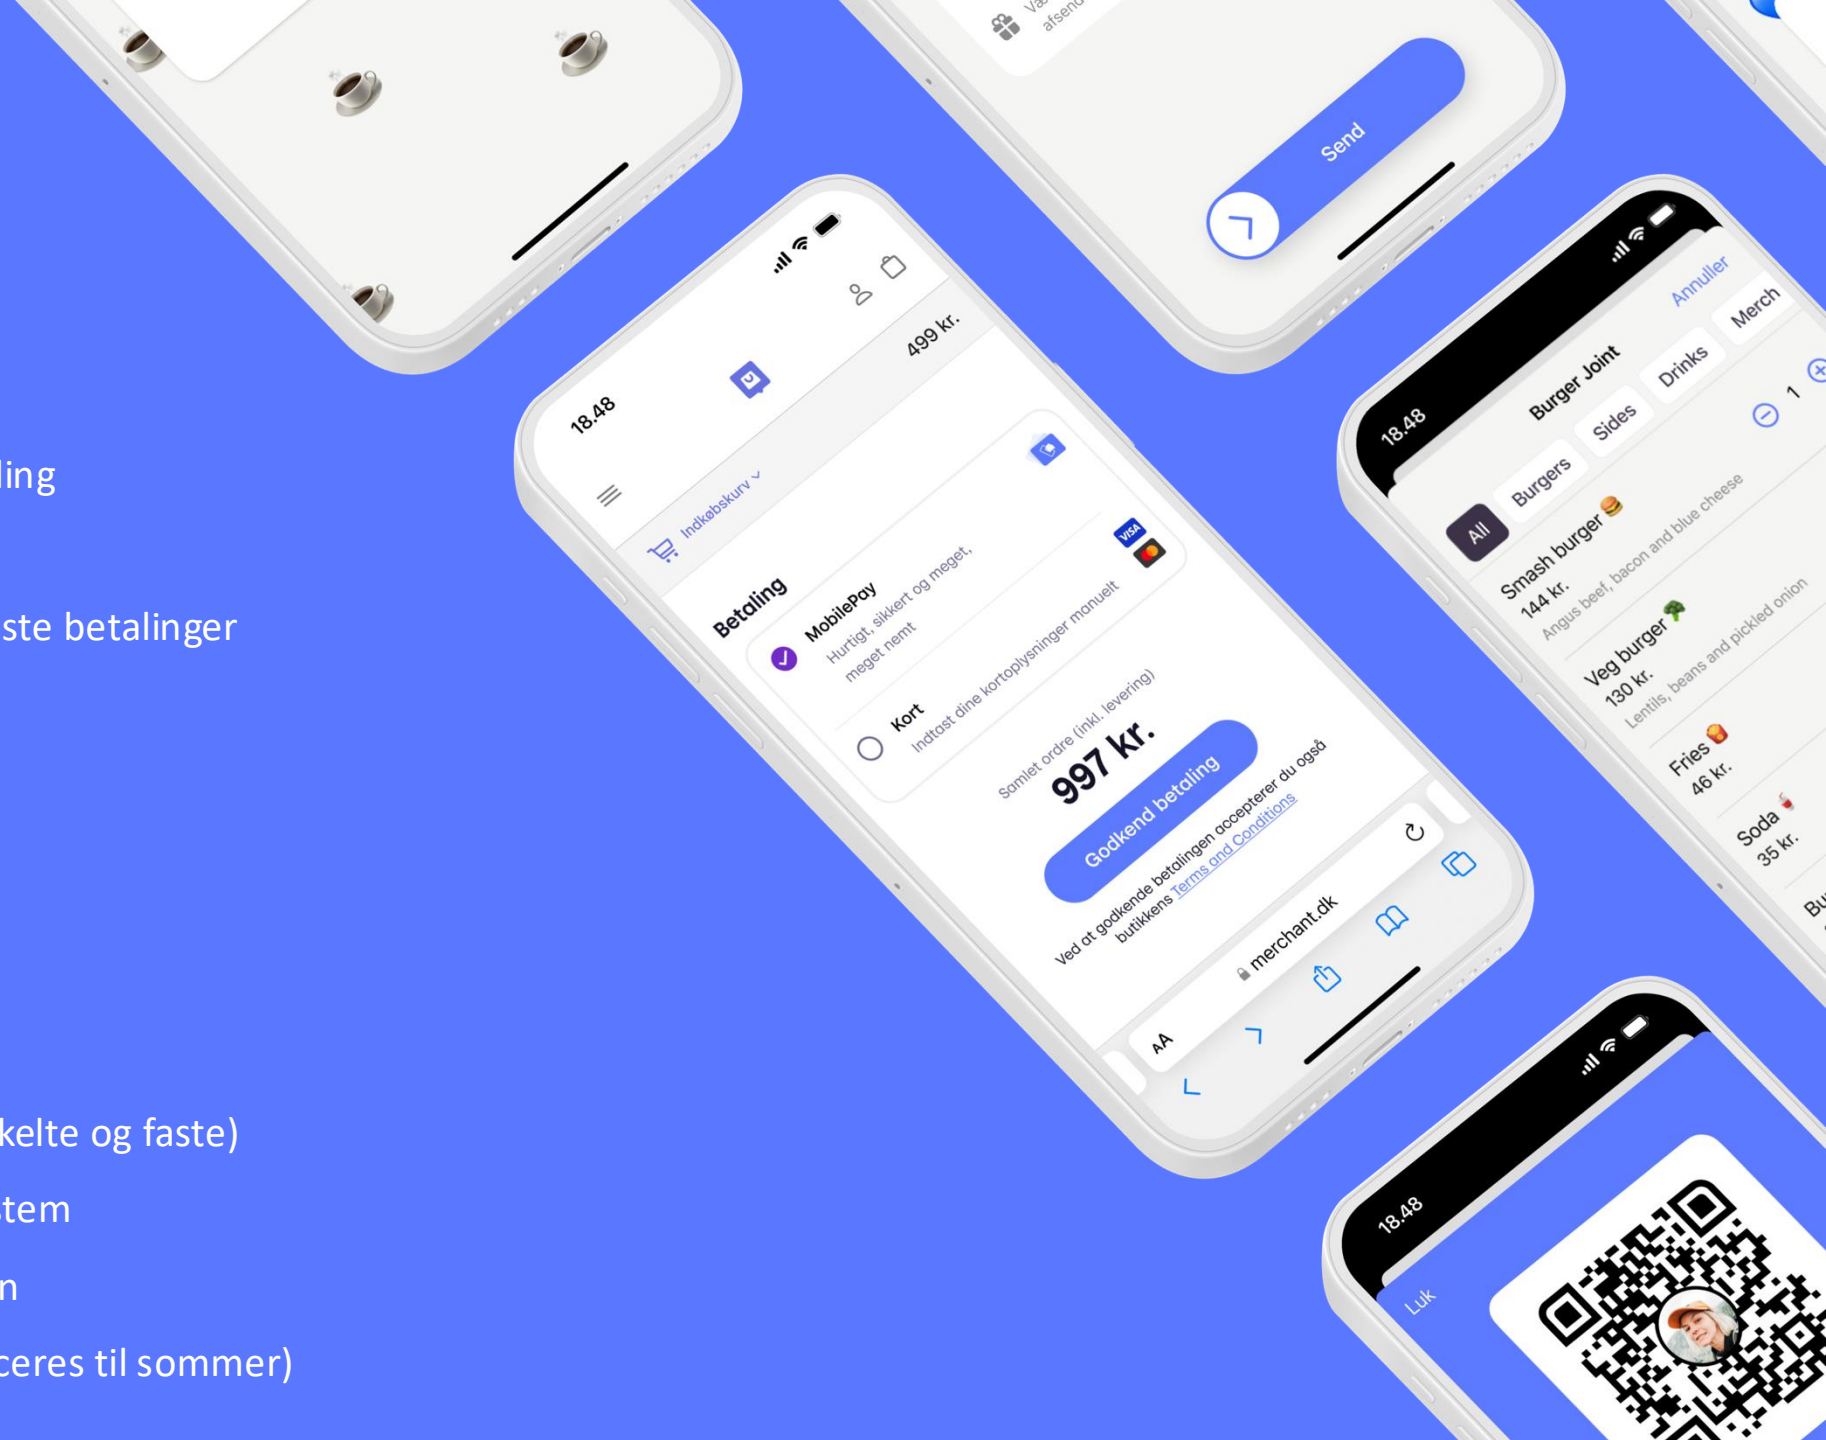 ling
ste betalinger
kelte og faste)
stem
n
ceres til sommer)
afsend
Send
18.48
499 kr.
Indkøbskurv
Betaling
MobilePay
Hurtigt, sikkert og meget,
meget nemt
Kort
Indtast dine kortoplysninger manuelt
VISA
Samlet ordre (inkl. levering)
997 kr.
Godkend betaling
Ved at godkende betalingen accepterer du også
butikkens Terms and Conditions
AA
merchant.dk
18.48
Annuller
Burger Joint
All
Burgers
Sides
Drinks
Merch
Smash burger
144 kr.
1
Angus beef, bacon and blue cheese
Veg burger
130 kr.
Lentills, beans and pickled onion
Fries
46 kr.
Soda
35 kr.
18.48
Luk